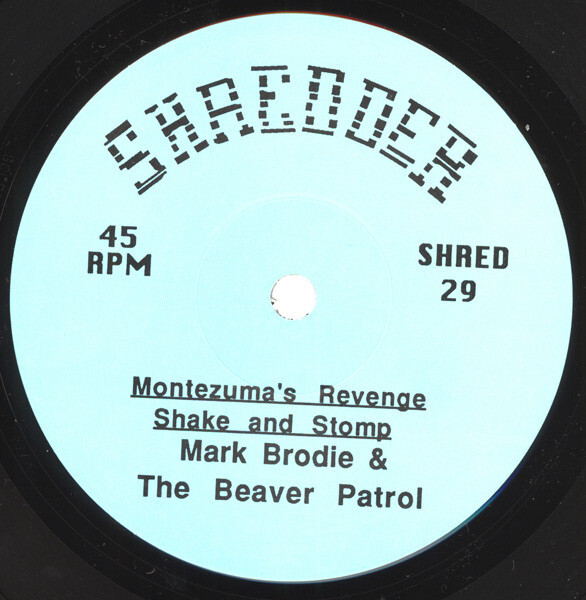 SHREDDER
45
RPM
SHRED
29
Montezuma's Revenge
Shake and Stomp
Mark Brodie &
The Beaver Patrol